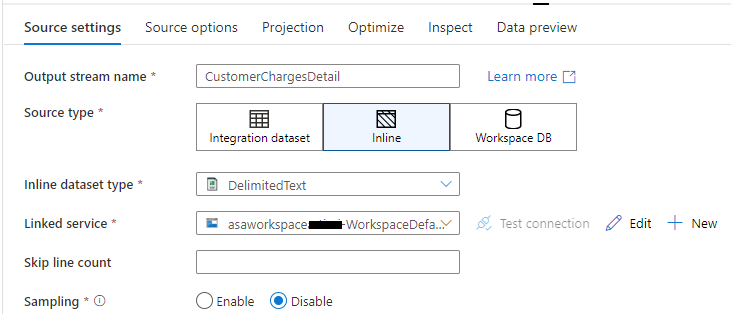 Source settings Source options Projection Optimize Inspect Data preview
Output stream name * CustomerChargesDetail Learn more
Source type * Integration dataset Inline Workspace DB
Inline dataset type * DelimitedText
Linked service * asaworkspace -WorkspaceDefa... Test connection Edit New
Skip line count
Sampling * Enable Disable